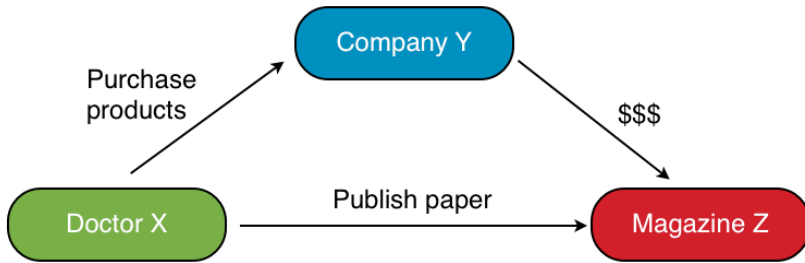 Company Y
Purchase
products
$$$
Publish paper
Doctor X
Magazine Z